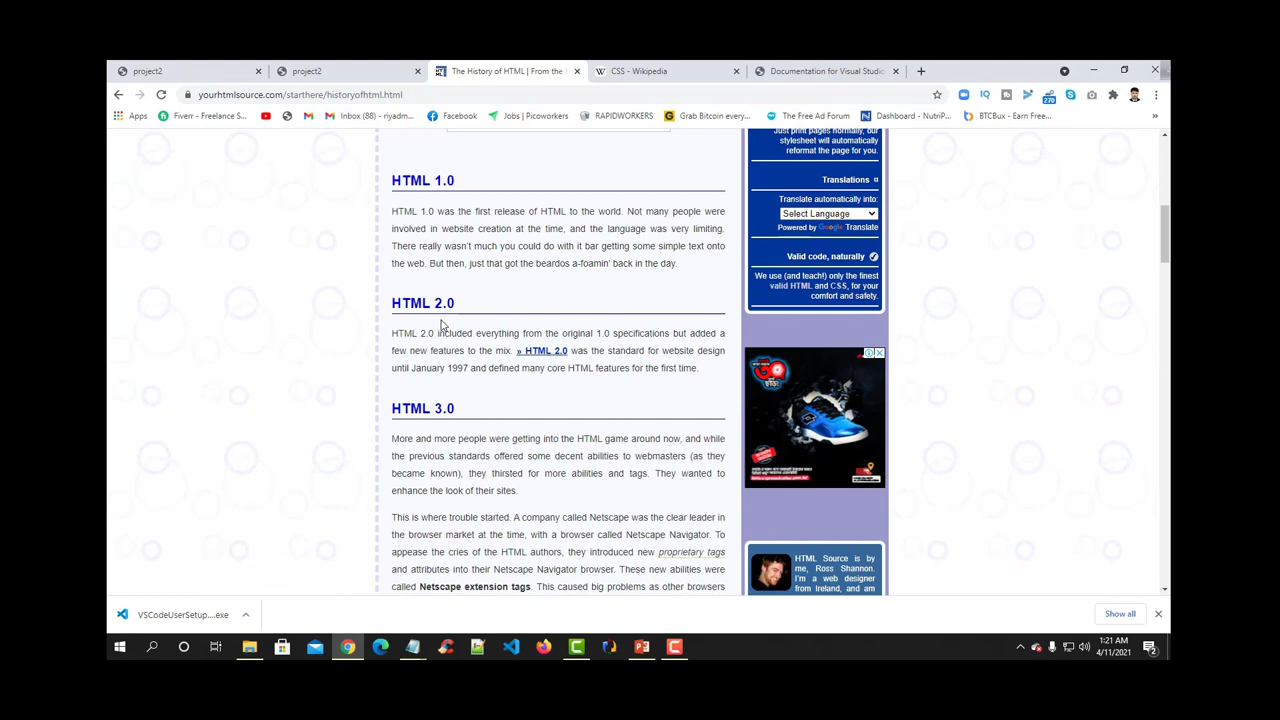 project2
project2
The History of HTML | From the
CSS - Wikipedia
Documentation for Visual Studio
yourhtmlsource.com/starthere/historyofhtml.html
270
Apps
Fiverr - Freelance S...
Inbox (88) - riyadm...
Facebook
Jobs | Picoworkers
RAPIDWORKERS
Grab Bitcoin every...
The Free Ad Forum
Dashboard - NutriP...
BTCBux - Earn Free...
Just print pages normally, our
stylesheet will automatically
reformat the page for you.
Translations
Translate automatically into:
Select Language
Powered by Google Translate
Valid code, naturally
We use (and teach!) only the finest
valid HTML and CSS, for your
comfort and safety.
HTML 1.0
HTML 1.0 was the first release of HTML to the world. Not many people were
involved in website creation at the time, and the language was very limiting.
There really wasn't much you could do with it bar getting some simple text onto
the web. But then, just that got the beardos a-foamin' back in the day.
HTML 2.0
HTML 2.0 included everything from the original 1.0 specifications but added a
few new features to the mix. » HTML 2.0 was the standard for website design
until January 1997 and defined many core HTML features for the first time.
HTML 3.0
More and more people were getting into the HTML game around now, and while
the previous standards offered some decent abilities to webmasters (as they
became known), they thirsted for more abilities and tags. They wanted to
enhance the look of their sites.
This is where trouble started. A company called Netscape was the clear leader in
the browser market at the time, with a browser called Netscape Navigator. To
appease the cries of the HTML authors, they introduced new proprietary tags
and attributes into their Netscape Navigator browser. These new abilities were
called Netscape extension tags. This caused big problems as other browsers
HTML Source is by
me, Ross Shannon.
I'm a web designer
from Ireland, and am
VSCodeUserSetup....exe
Show all
1:21 AM
4/11/2021
2